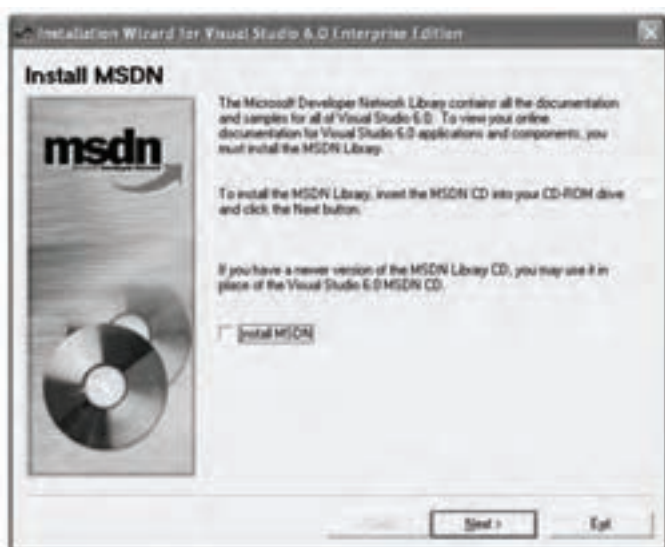 Installation Wizard for Visual Studio 6.0 Enterprise Edition
Install MSDN
msdn
The Microsoft Developer Network Library contains all the documentation
and samples for all of Visual Studio 6.0. To view your online
documentation for Visual Studio 6.0 applications and components, you
must install the MSDN Library.
To install the MSDN Library, insert the MSDN CD into your CD-ROM drive
and click the Next button.
If you have a newer version of the MSDN Library CD, you may use it in
place of the Visual Studio 6.0 MSDN CD.
Install MSDN
Next >
Exit